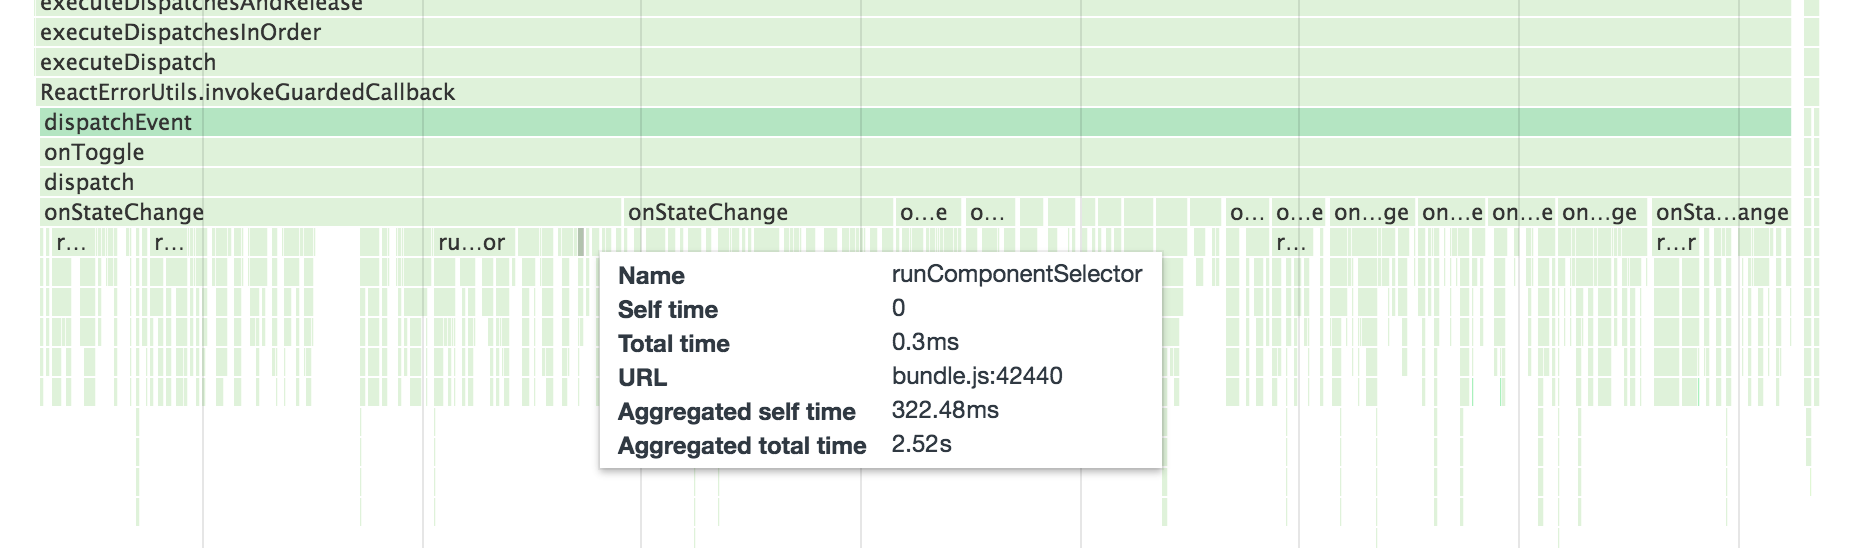 executeDispatchesAndRelease
executeDispatchesInOrder
executeDispatch
ReactErrorUtils.invokeGuardedCallback
dispatchEvent
onToggle
dispatch
onStateChange onStateChange o...e o... o... o...e on...ge on...e on...e on...ge onSta...ange
r... r... ru...or r... r...r
Name runComponentSelector
Self time 0
Total time 0.3ms
URL bundle.js:42440
Aggregated self time 322.48ms
Aggregated total time 2.52s